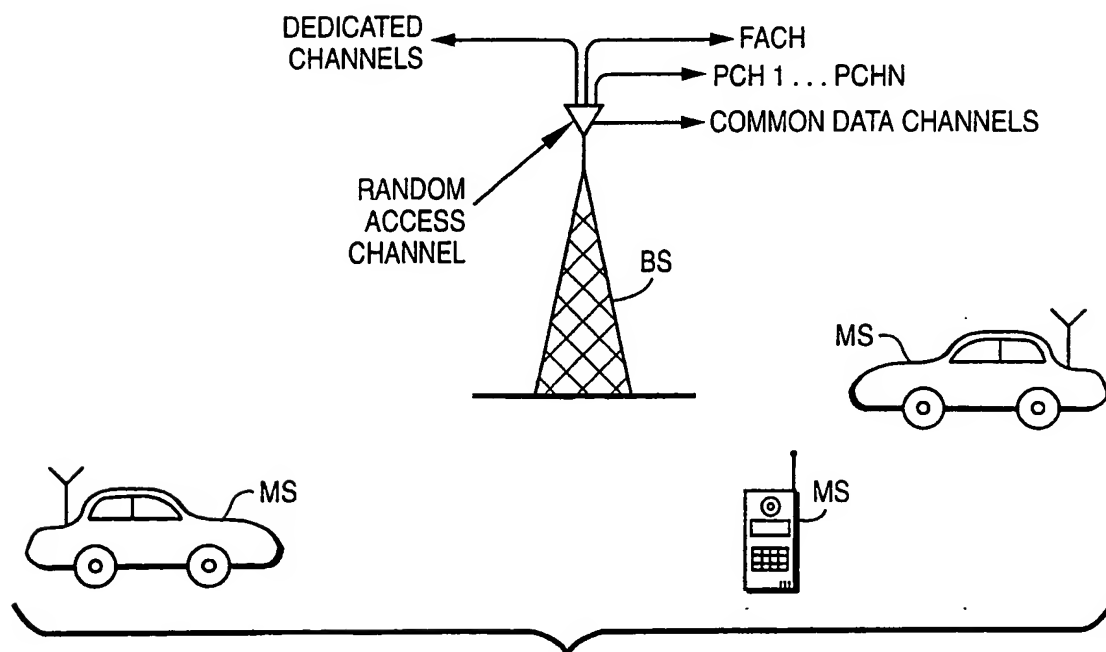 DEDICATED
CHANNELS
FACH
PCH 1 . . . PCHN
COMMON DATA CHANNELS
RANDOM
ACCESS
CHANNEL
BS
MS
MS
MS